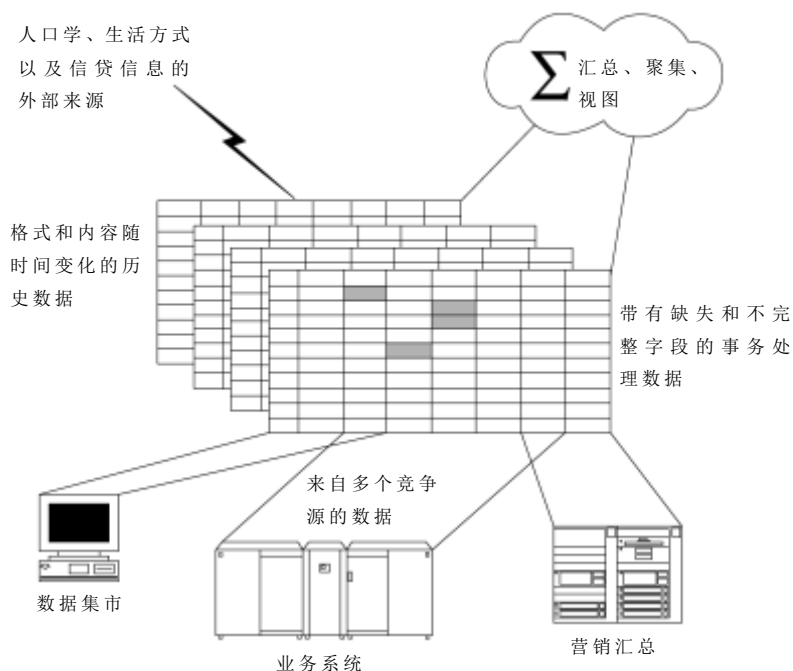 人口学、生活方式
以及信贷信息的
外部来源
Σ 汇总、聚集、
视图
格式和内容随
时间变化的历
史数据
带有缺失和不完
整字段的事务处
理数据
来自多个竞争
源的数据
数据集市
业务系统
营销汇总